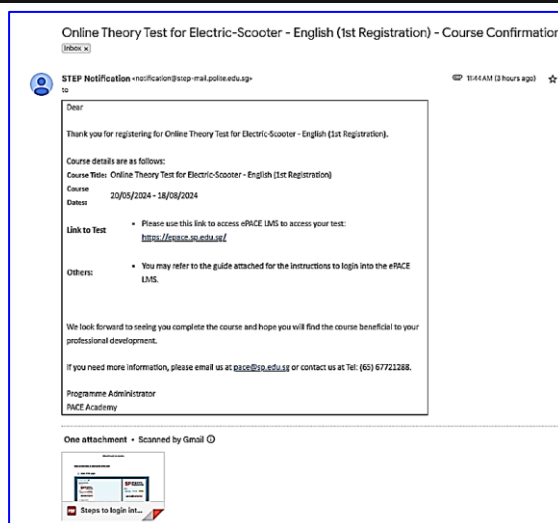 Online Theory Test for Electric-Scooter - English (1st Registration) - Course Confirmation
Inbox x
STEP Notification <notification@step-mail.polite.edu.sg>
11:44 AM (3 hours ago)
to
Dear
Thank you for registering for Online Theory Test for Electric-Scooter - English (1st Registration).
Course details are as follows:
Course Title: Online Theory Test for Electric-Scooter - English (1st Registration)
Course
Dates: 20/05/2024 - 18/08/2024
Link to Test
• Please use this link to access ePACE LMS to access your test:
https://epace.sp.edu.sg/
Others:
• You may refer to the guide attached for the instructions to login into the ePACE
LMS.
We look forward to seeing you complete the course and hope you will find the course beneficial to your
professional development.
If you need more information, please email us at pace@sp.edu.sg or contact us at Tel: (65) 67721288.
Programme Administrator
PACE Academy
One attachment • Scanned by Gmail
Steps to login int...